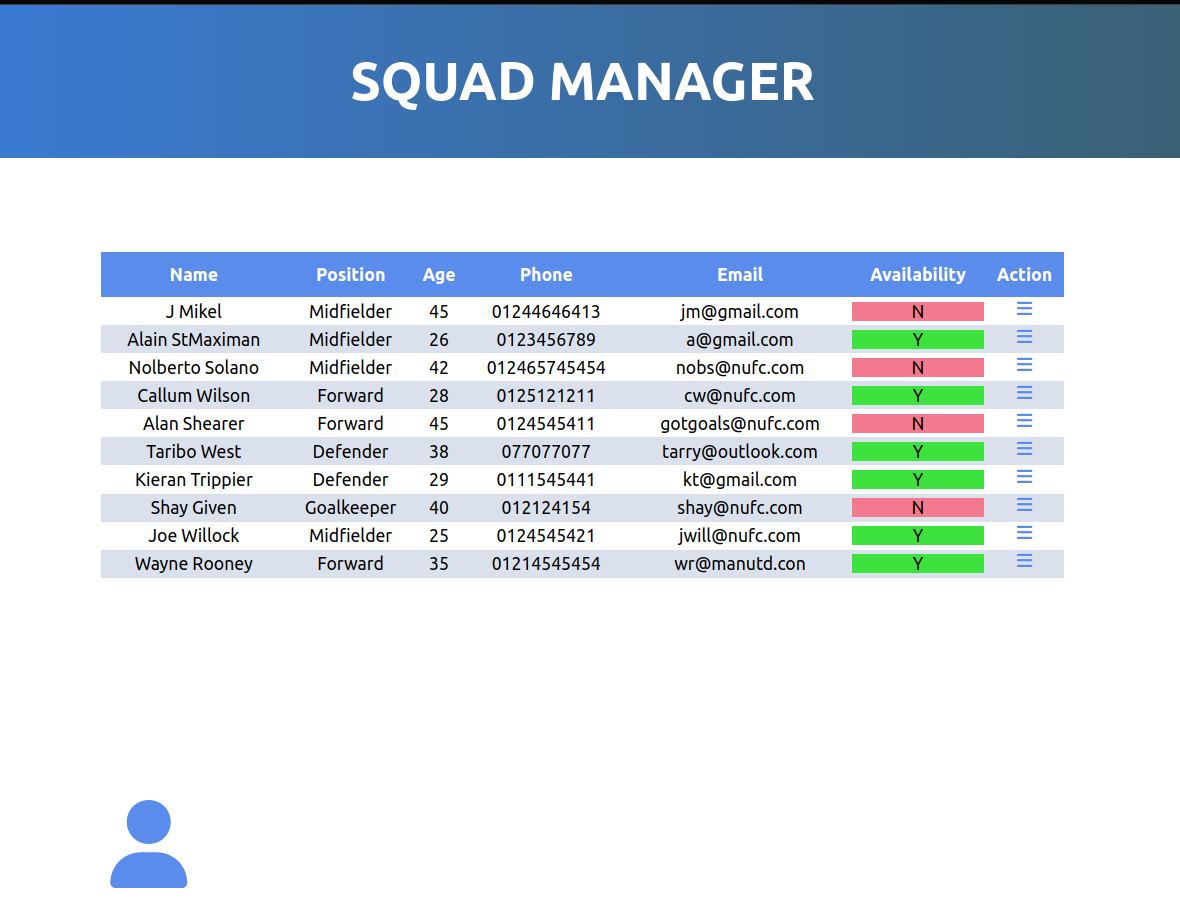 SQUAD MANAGER
Name Position Age Phone Email Availability Action
J Mikel Midfielder 45 01244646413 jm@gmail.com N
Alain StMaximan Midfielder 26 0123456789 a@gmail.com Y
Nolberto Solano Midfielder 42 012465745454 nobs@nufc.com N
Callum Wilson Forward 28 0125121211 cw@nufc.com Y
Alan Shearer Forward 45 0124545411 gotgoals@nufc.com N
Taribo West Defender 38 077077077 tarry@outlook.com Y
Kieran Trippier Defender 29 0111545441 kt@gmail.com Y
Shay Given Goalkeeper 40 012124154 shay@nufc.com N
Joe Willock Midfielder 25 0124545421 jwill@nufc.com Y
Wayne Rooney Forward 35 01214545454 wr@manutd.con Y